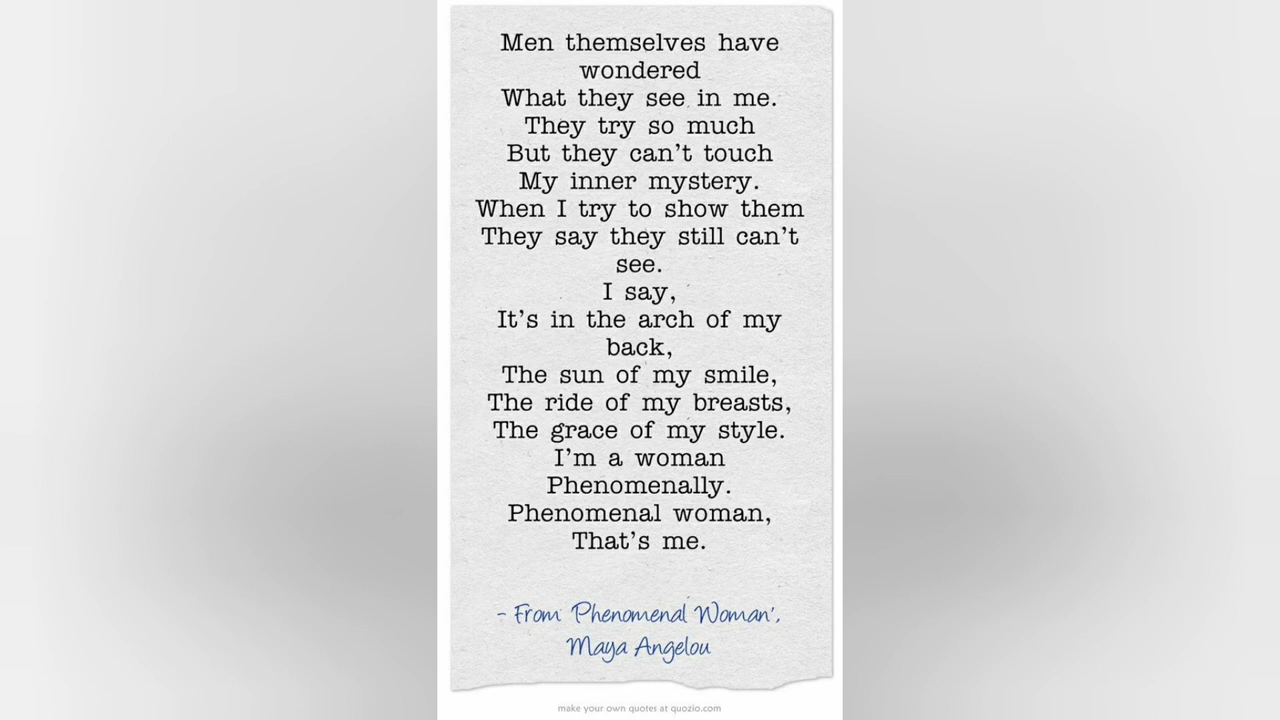 Men themselves have
wondered
What they see in me.
They try so much
But they can't touch
My inner mystery.
When I try to show them
They say they still can't
see.
I say,
It's in the arch of my
back,
The sun of my smile,
The ride of my breasts,
The grace of my style.
I'm a woman
Phenomenally.
Phenomenal woman,
That's me.
- From 'Phenomenal Woman',
Maya Angelou
make your own quotes at quozio.com